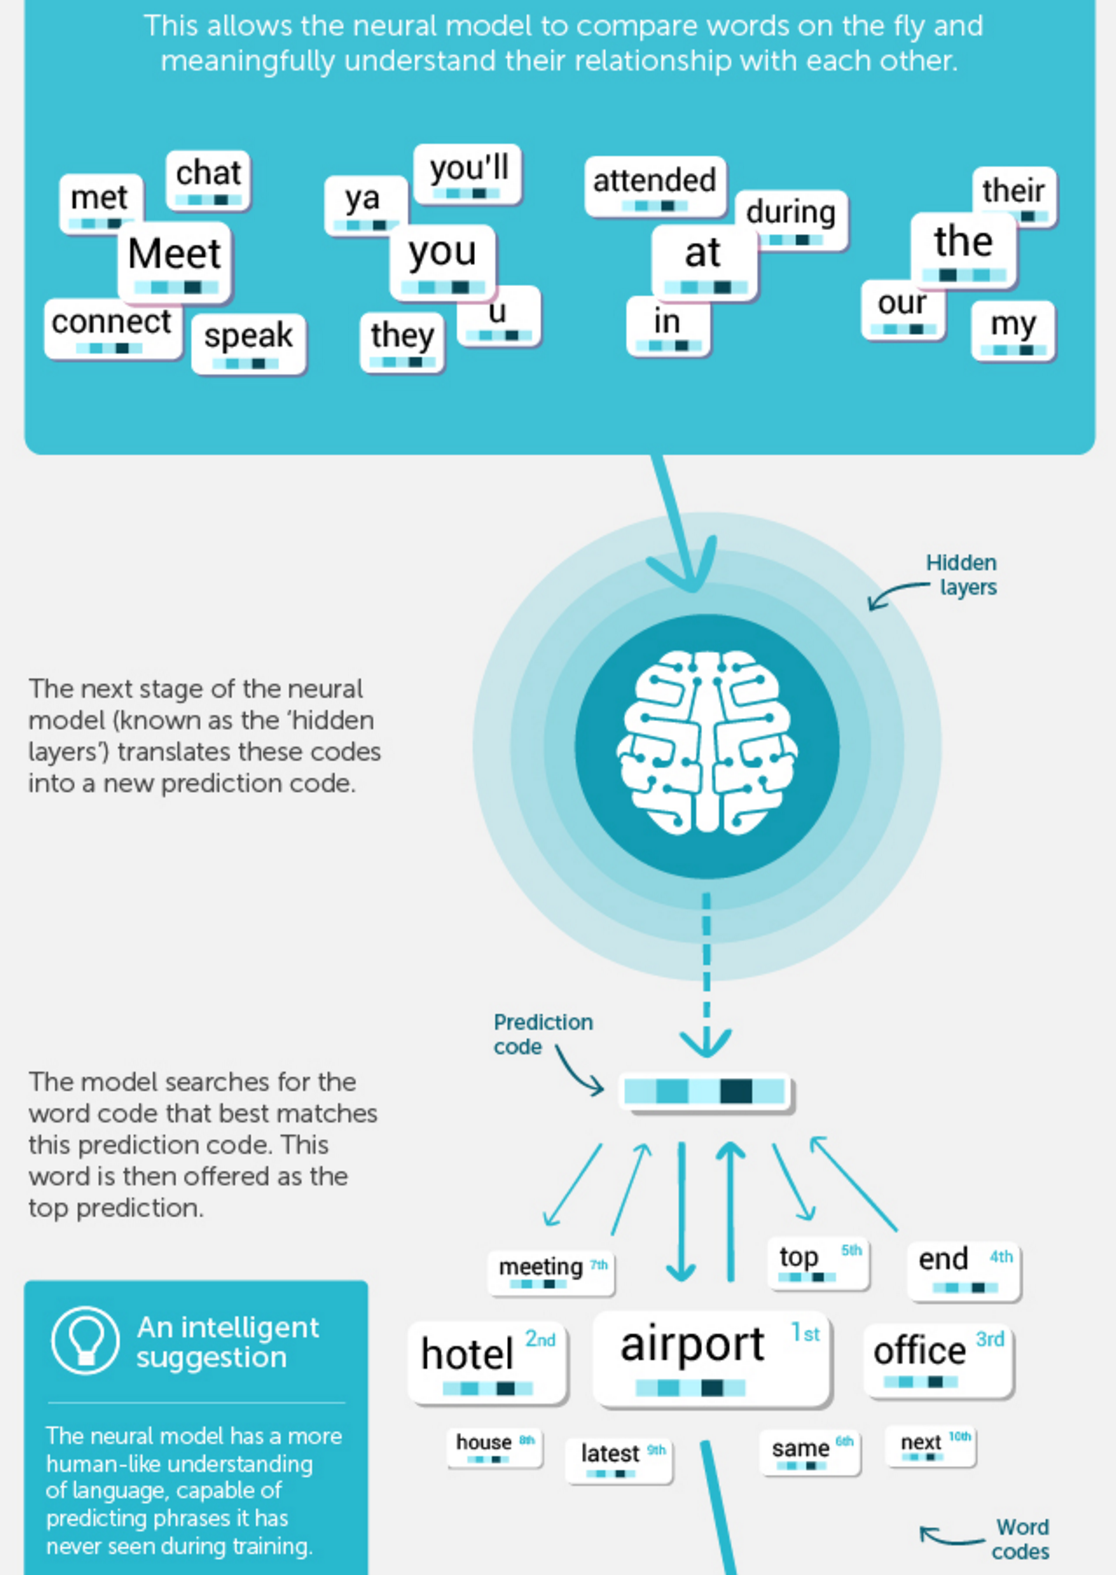 This allows the neural model to compare words on the fly and
meaningfully understand their relationship with each other.
met
chat
Meet
connect
speak
ya
you'll
you
u
they
attended
during
at
in
their
the
our
my
Hidden
layers
The next stage of the neural
model (known as the ‘hidden
layers’) translates these codes
into a new prediction code.
Prediction
code
The model searches for the
word code that best matches
this prediction code. This
word is then offered as the
top prediction.
meeting 7th
top 5th
end 4th
hotel 2nd
airport 1st
office 3rd
house 8th
latest 9th
same 6th
next 10th
An intelligent
suggestion
The neural model has a more
human-like understanding
of language, capable of
predicting phrases it has
never seen during training.
Word
codes